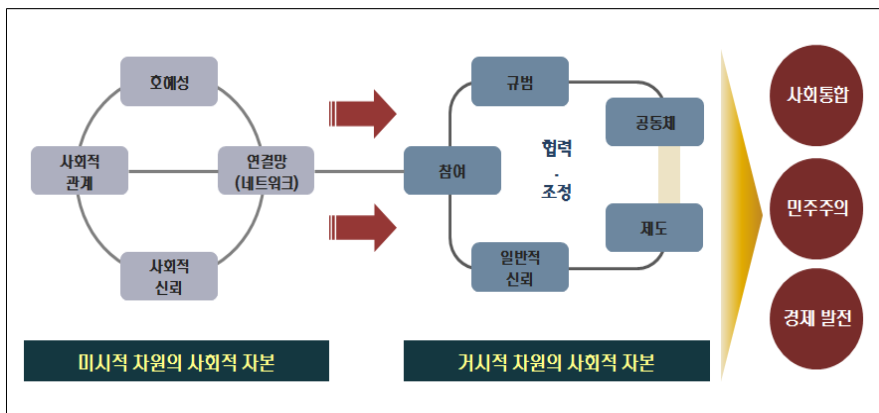 호혜성
사회적
관계
연결망
(네트워크)
사회적
신뢰
미시적 차원의 사회적 자본
규범
공동체
참여
협력
-
조정
제도
일반적
신뢰
거시적 차원의 사회적 자본
사회통합
민주주의
경제 발전